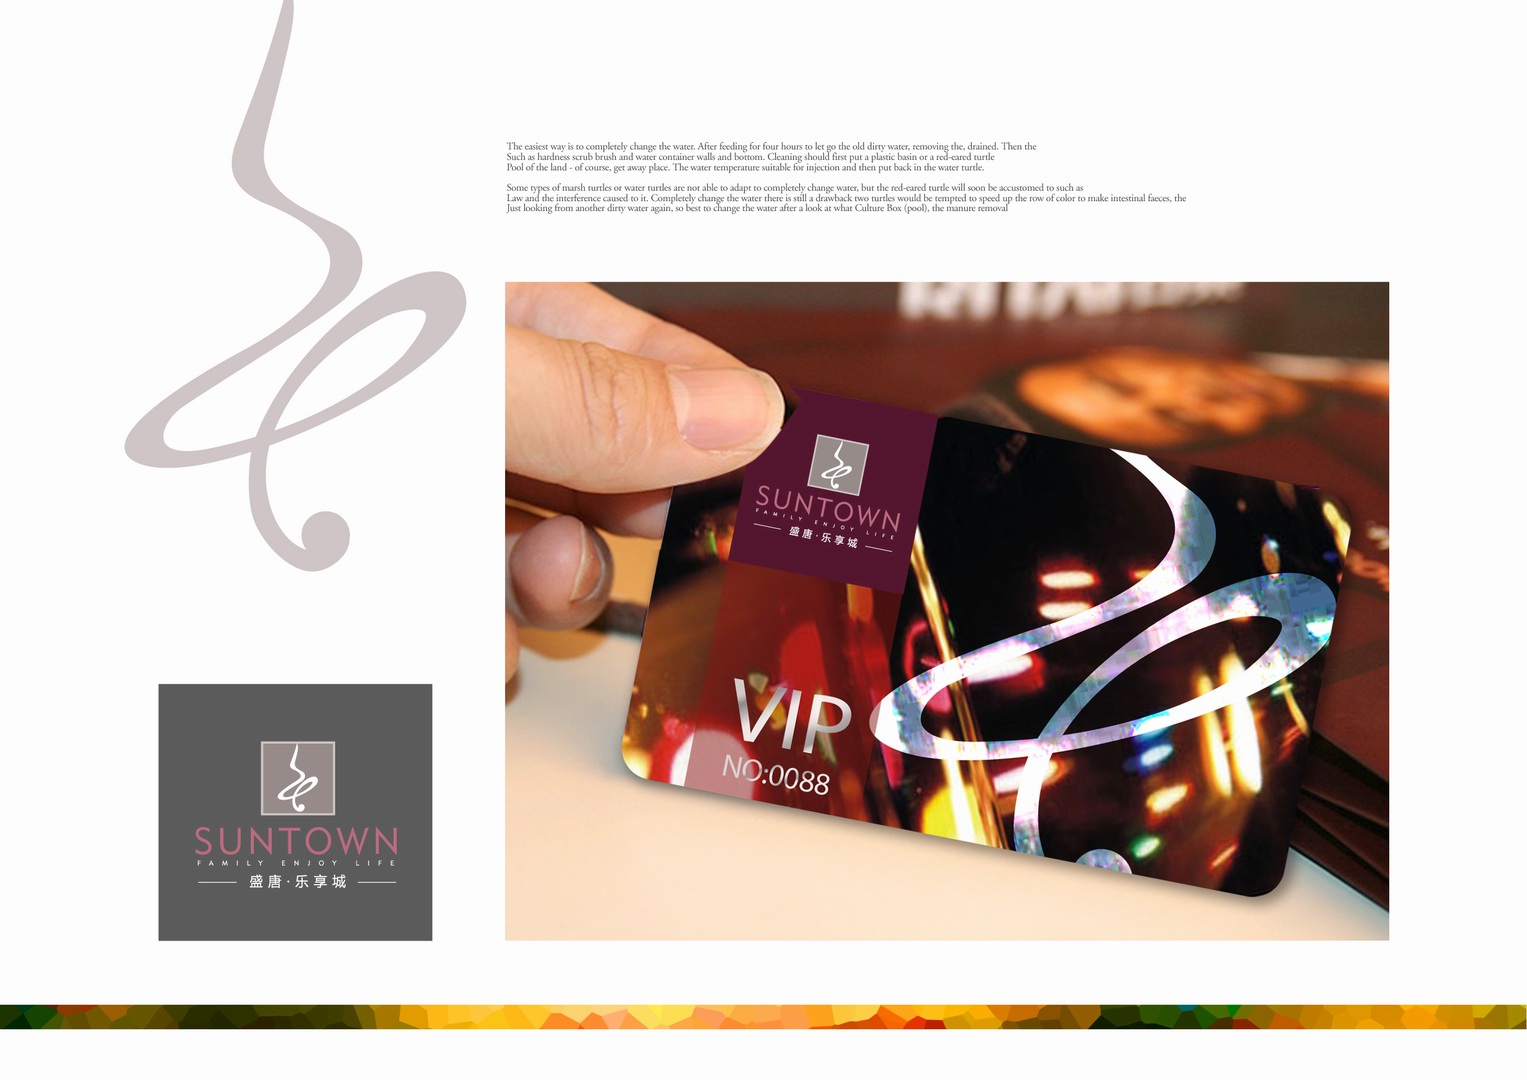 The easiest way is to completely change the water. After feeding for four hours to let go the old dirty water, removing the, drained. Then the
Such as hardness scrub brush and water container walls and bottom. Cleaning should first put a plastic basin or a red-eared turtle
Pool of the land - of course, get away place. The water temperature suitable for injection and then put back in the water turtle.
Some types of marsh turtles or water turtles are not able to adapt to completely change water, but the red-eared turtle will soon be accustomed to such as
Law and the interference caused to it. Completely change the water there is still a drawback two turtles would be tempted to speed up the row of color to make intestinal faeces, the
Just looking from another dirty water again, so best to change the water after a look at what Culture Box (pool), the manure removal
SUNTOWN
FAMILY ENJOY LIFE
盛唐·乐享城
VIP
NO:0088
SUNTOWN
FAMILY ENJOY LIFE
盛唐·乐享城